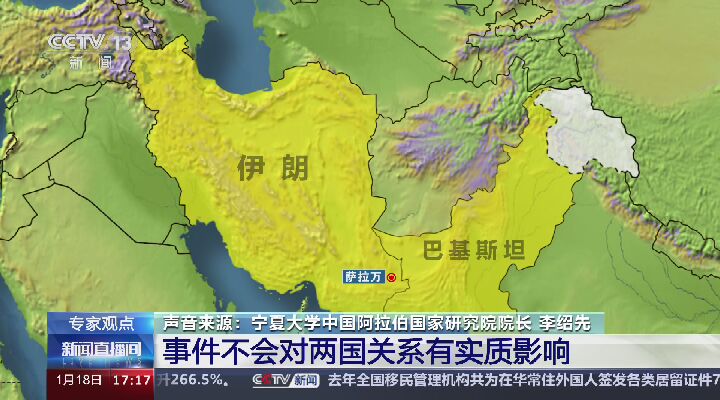 CCTV 13
新闻
伊朗
巴基斯坦
萨拉万
专家观点
声音来源：宁夏大学中国阿拉伯国家研究院院长 李绍先
新闻直播间
事件不会对两国关系有实质影响
1月18日 17:17 升266.5%。 CCTV 新闻 去年全国移民管理机构共为在华常住外国人签发各类居留证件7